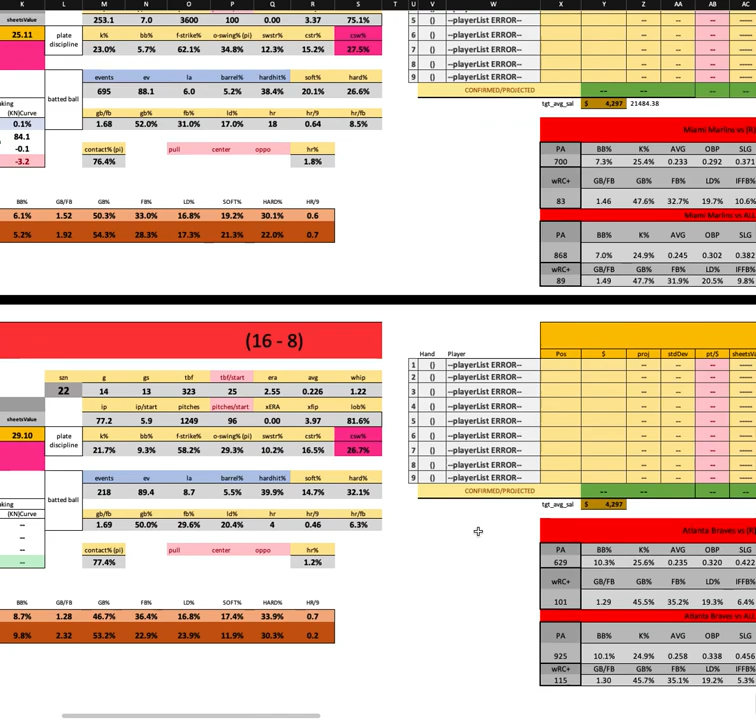 K L M N O P Q R S T U V W X Y Z AA AB AC
sheetsValue 253.1 7.0 3600 100 0.00 3.37 75.1% 5 () --playerList ERROR-- -- -- -----
25.11 plate discipline k% bb% f-strike% o-swing% (pi) swstr% cstr% csw% 6 () --playerList ERROR-- -- -- -----
23.0% 5.7% 62.1% 34.8% 12.3% 15.2% 27.5% 7 () --playerList ERROR-- -- -- -----
8 () --playerList ERROR-- -- -- -----
batted ball events ev la barrel% hardhit% soft% hard% 9 () --playerList ERROR-- -- -- -----
695 88.1 6.0 5.2% 38.4% 20.1% 26.6% CONFIRMED/PROJECTED -- -- -- -- --
aking
(KN)Curve gb/fb gb% fb% ld% hr hr/9 hr/fb tgt_avg_sal $ 4,297 21484.38
0.1% 1.68 52.0% 31.0% 17.0% 18 0.64 8.5%
84.1 Miami Marlins vs (R)
-0.1 contact% (pi) pull center oppo hr% PA BB% K% AVG OBP SLG
-3.2 76.4% 1.8% 700 7.3% 25.4% 0.233 0.292 0.371
wRC+ GB/FB GB% FB% LD% IFFB%
BB% GB/FB GB% FB% LD% SOFT% HARD% HR/9 83 1.46 47.6% 32.7% 19.7% 10.6%
6.1% 1.52 50.3% 33.0% 16.8% 19.2% 30.1% 0.6 Miami Marlins vs ALL
5.2% 1.92 54.3% 28.3% 17.3% 21.3% 22.0% 0.7 PA BB% K% AVG OBP SLG
868 7.0% 24.9% 0.245 0.302 0.382
wRC+ GB/FB GB% FB% LD% IFFB%
89 1.49 47.7% 31.9% 20.5% 9.8%
(16 - 8)
Hand Player Pos $ proj stdDev pt/$ sheetsVa
1 () --playerList ERROR-- -- -- -----
szn g gs tbf tbf/start era avg whip 2 () --playerList ERROR-- -- -- -----
22 14 13 323 25 2.55 0.226 1.22 3 () --playerList ERROR-- -- -- -----
ip ip/start pitches pitches/start xERA xfip lob% 4 () --playerList ERROR-- -- -- -----
sheetsValue 77.2 5.9 1249 96 0.00 3.97 81.6% 5 () --playerList ERROR-- -- -- -----
29.10 plate discipline k% bb% f-strike% o-swing% (pi) swstr% cstr% csw% 6 () --playerList ERROR-- -- -- -----
21.7% 9.3% 58.2% 29.3% 10.2% 16.5% 26.7% 7 () --playerList ERROR-- -- -- -----
8 () --playerList ERROR-- -- -- -----
batted ball events ev la barrel% hardhit% soft% hard% 9 () --playerList ERROR-- -- -- -----
218 89.4 8.7 5.5% 39.9% 14.7% 32.1% CONFIRMED/PROJECTED -- -- -- -- --
aking
(KN)Curve gb/fb gb% fb% ld% hr hr/9 hr/fb tgt_avg_sal $ 4,297
-- 1.69 50.0% 29.6% 20.4% 4 0.46 6.3%
-- Atlanta Braves vs (R)
-- contact% (pi) pull center oppo hr% PA BB% K% AVG OBP SLG
-- 77.4% 1.2% 629 10.3% 25.6% 0.235 0.320 0.422
wRC+ GB/FB GB% FB% LD% IFFB%
BB% GB/FB GB% FB% LD% SOFT% HARD% HR/9 101 1.29 45.5% 35.2% 19.3% 6.4%
8.7% 1.28 46.7% 36.4% 16.8% 17.4% 33.9% 0.7 Atlanta Braves vs ALL
9.8% 2.32 53.2% 22.9% 23.9% 11.9% 30.3% 0.2 PA BB% K% AVG OBP SLG
925 10.1% 24.9% 0.258 0.338 0.456
wRC+ GB/FB GB% FB% LD% IFFB%
115 1.30 45.7% 35.1% 19.2% 5.3%